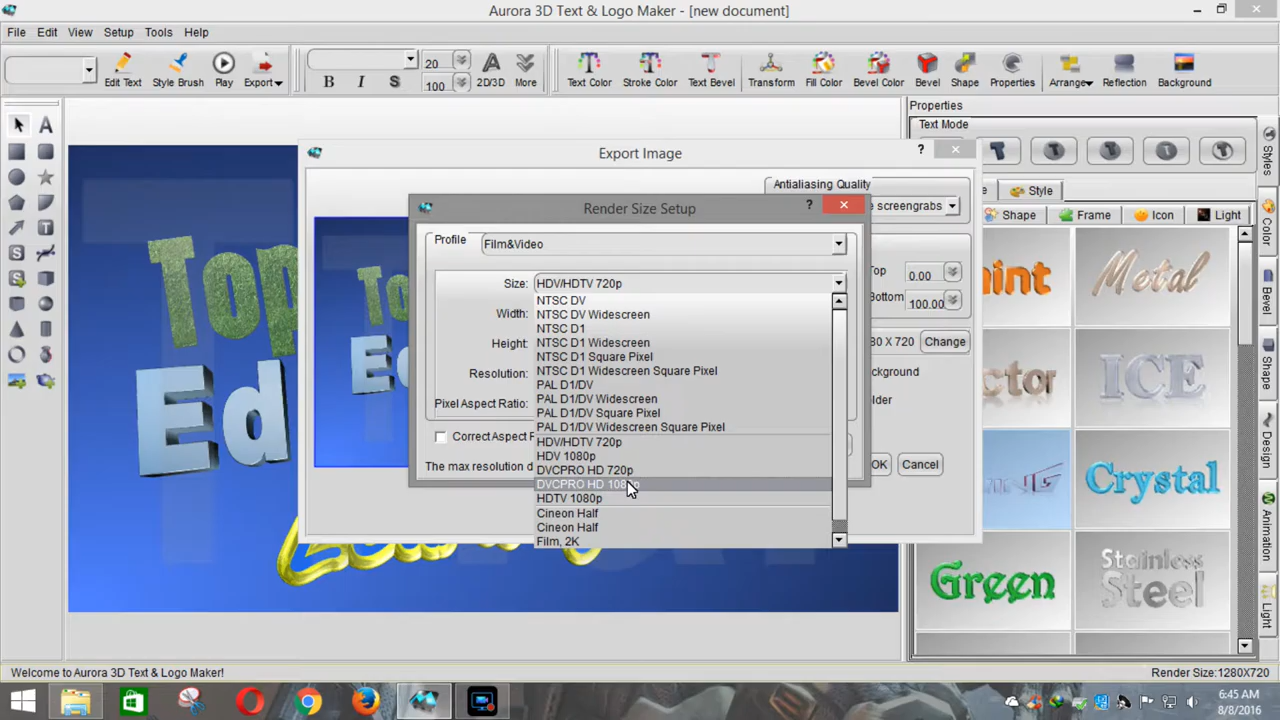 Aurora 3D Text & Logo Maker - [new document]
File Edit View Setup Tools Help
20
100
Edit Text Style Brush Play Export B I S 2D/3D More Text Color Stroke Color Text Bevel Transform Fill Color Bevel Color Bevel Shape Properties Arrange Reflection Background
Properties
Text Mode
Style
Shape Frame Icon Light
Styles
Color
Bevel
Shape
Design
Animation
Light
Metal
ICE
Crystal
Green
Stainless
Steel
Top
Ed
Export Image
?
Antialiasing Quality
screengrabs
Top 0.00
Bottom 100.00
80 X 720 Change
OK Cancel
Render Size Setup
?
Profile Film&Video
Size: HDV/HDTV 720p
Width:
Height:
Resolution:
Pixel Aspect Ratio:
NTSC DV
NTSC DV Widescreen
NTSC D1
NTSC D1 Widescreen
NTSC D1 Square Pixel
NTSC D1 Widescreen Square Pixel
PAL D1/DV
PAL D1/DV Widescreen
PAL D1/DV Square Pixel
PAL D1/DV Widescreen Square Pixel
HDV/HDTV 720p
HDV 1080p
DVCPRO HD 720p
DVCPRO HD 1080p
HDTV 1080p
Cineon Half
Cineon Half
Film, 2K
Correct Aspect
The max resolution
Welcome to Aurora 3D Text & Logo Maker!
Render Size:1280X720
6:45 AM
8/8/2016